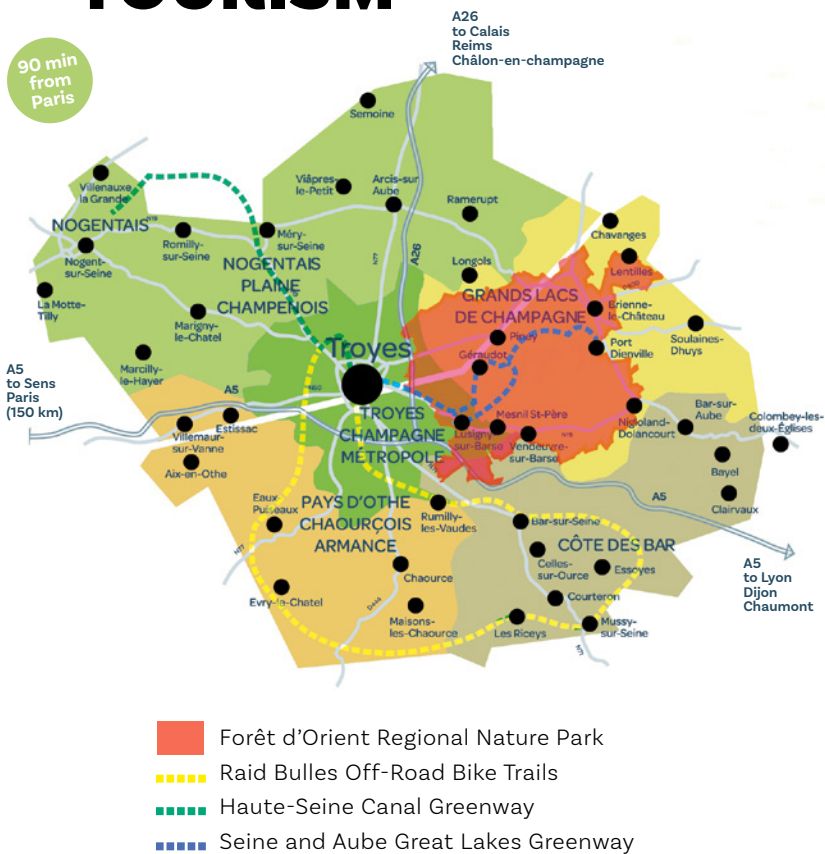 TOURISM
A26
to Calais
Reims
Châlon-en-champagne
90 min
from
Paris
Semoine
Villenauxe
la Grande
Viâpres-
le-Petit
Arcis-sur
Aube
Ramerupt
NOGENTAIS
N19
Romilly-
sur-Seine
Méry-
sur-Seine
Chavanges
Nogent-
sur-Seine
NOGENTAIS
PLAINE
CHAMPENOIS
N77
A26
Longols
Lentilles
La Motte-
Tilly
GRANDS LACS
DE CHAMPAGNE
Brienne-
le-Château
Marigny-
le-Chatel
Piney
Soulaines-
Dhuys
Troyes
Géraudot
Port
Dienville
Marcilly-
le-Hayer
A5
to Sens
Paris
(150 km)
A5
N60
Estissac
Villemaur-
sur-Vanne
TROYES
CHAMPAGNE
MÉTROPOLE
Lusigny-
sur-Barse
Mesnil St-Père
Vendeuvre-
sur-Barse
N19
Nigloland-
Dolancourt
Bar-sur-
Aube
Colombey-les-
deux-Églises
Aix-en-Othe
Bayel
Clairvaux
A5
Eaux-
Puiseaux
PAYS D'OTHE
CHAOURÇOIS
ARMANCE
Rumilly-
les-Vaudes
Bar-sur-Seine
CÔTE DES BAR
N77
Celles-
sur-Ource
Essoyes
A5
to Lyon
Dijon
Chaumont
Chaource
Evry-le-Chatel
D444
Courteron
Maisons-
les-Chaource
Les Riceys
Mussy-
sur-Seine
N71
Forêt d'Orient Regional Nature Park
Raid Bulles Off-Road Bike Trails
Haute-Seine Canal Greenway
Seine and Aube Great Lakes Greenway